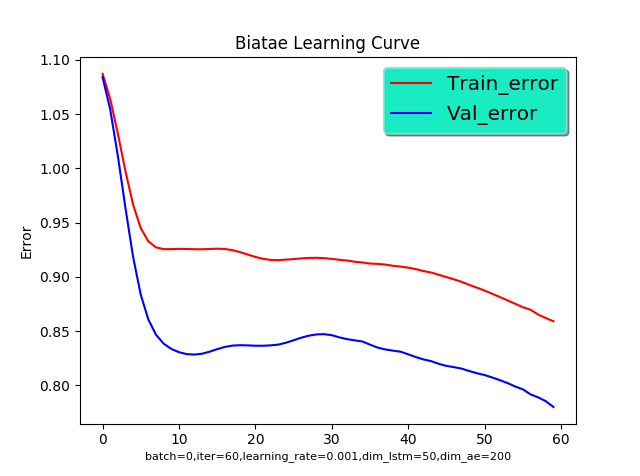 Biatae Learning Curve
Train_error
Val_error
1.10
1.05
1.00
0.95
0.90
0.85
0.80
Error
0
10
20
30
40
50
60
batch=0,iter=60,learning_rate=0.001,dim_lstm=50,dim_ae=200